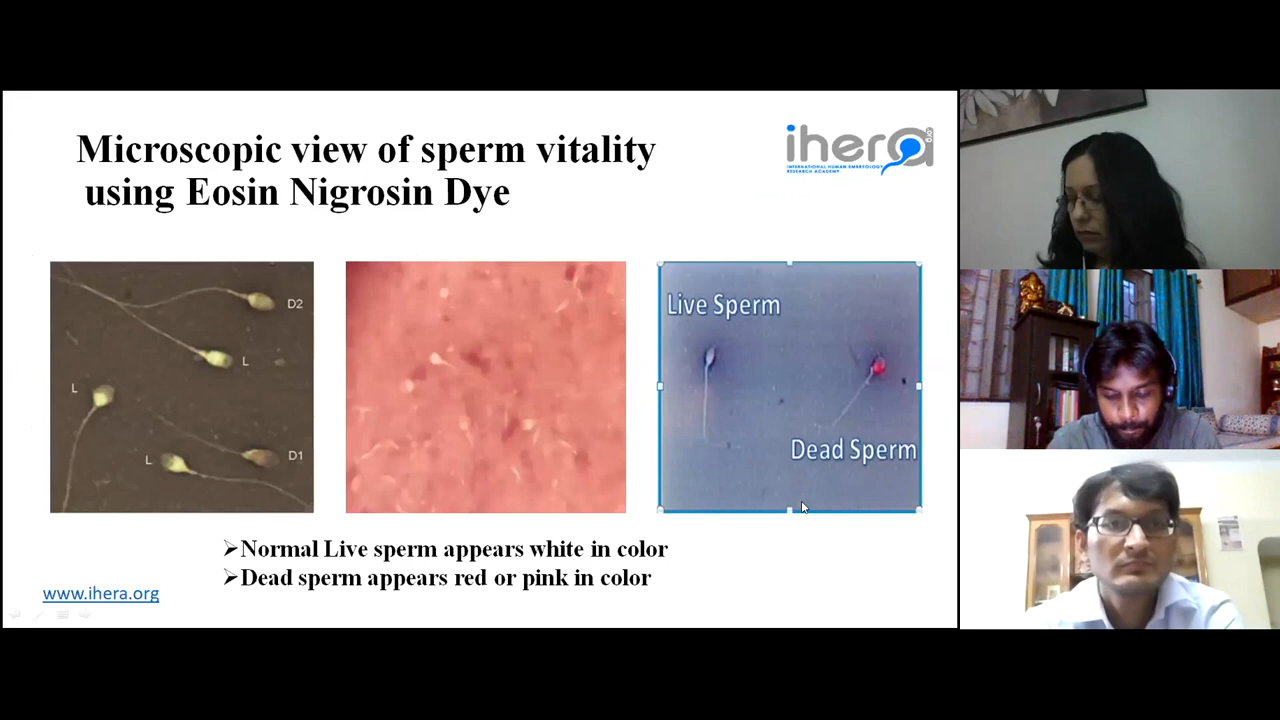 Microscopic view of sperm vitality
using Eosin Nigrosin Dye
ihera.org
INTERNATIONAL HUMAN EMBRYOLOGY
RESEARCH ACADEMY
D2
L
L
L
D1
Live Sperm
Dead Sperm
➢Normal Live sperm appears white in color
➢Dead sperm appears red or pink in color
www.ihera.org